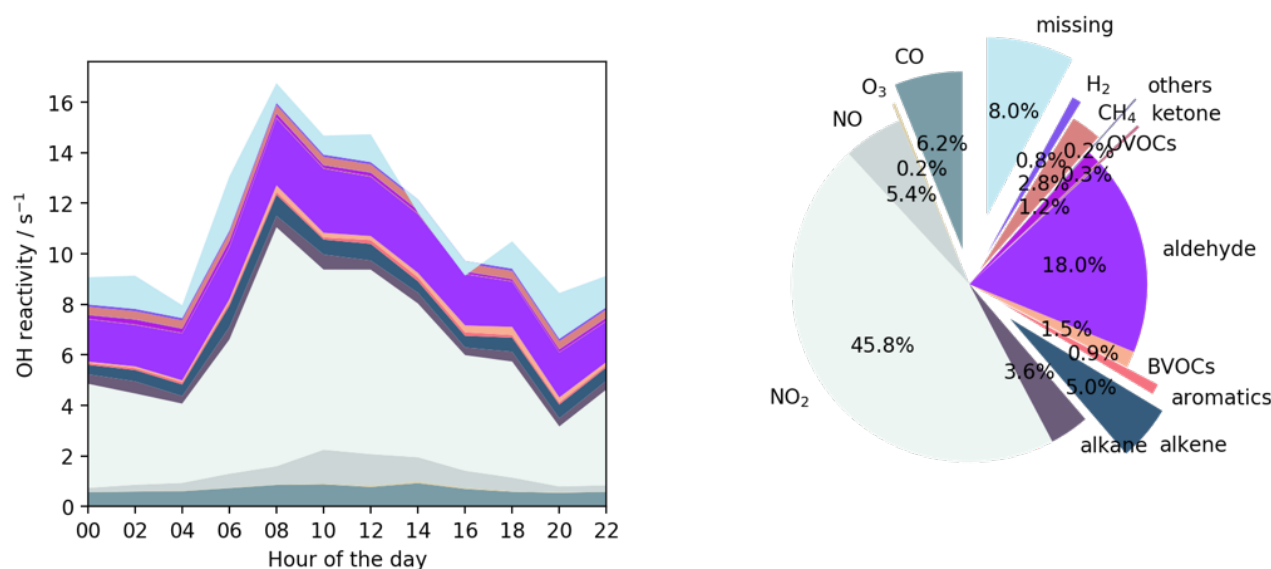 16
14
12
10
8
6
4
2
0
00 02 04 06 08 10 12 14 16 18 20 22
OH reactivity / s⁻¹
Hour of the day
missing
CO
H₂
others
O₃
CH₄
ketone
NO
OVOCs
8.0%
6.2%
0.2%
5.4%
0.8%
0.2%
2.8%
0.3%
1.2%
aldehyde
18.0%
45.8%
1.5%
0.9%
3.6%
5.0%
BVOCs
NO₂
aromatics
alkane
alkene